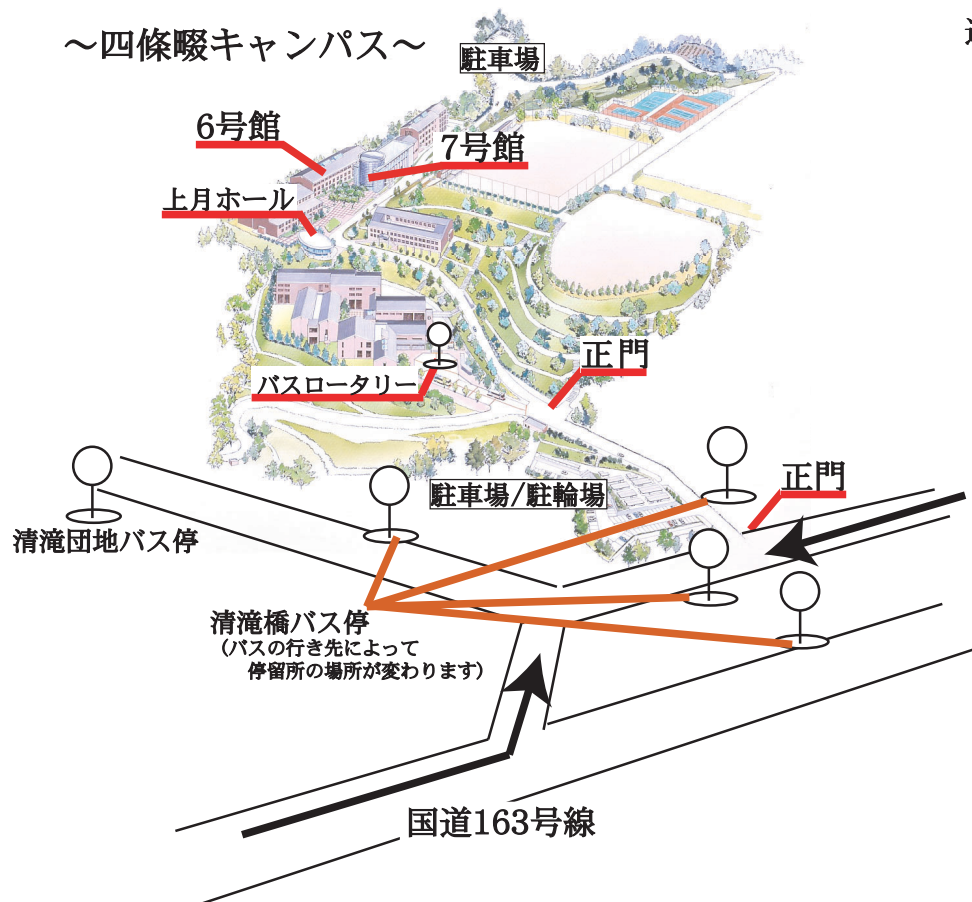 ～四條畷キャンパス～
駐車場
6号館
7号館
上月ホール
正門
バスロータリー
駐車場/駐輪場
正門
清滝団地バス停
清滝橋バス停
（バスの行き先によって
停留所の場所が変わります）
国道163号線